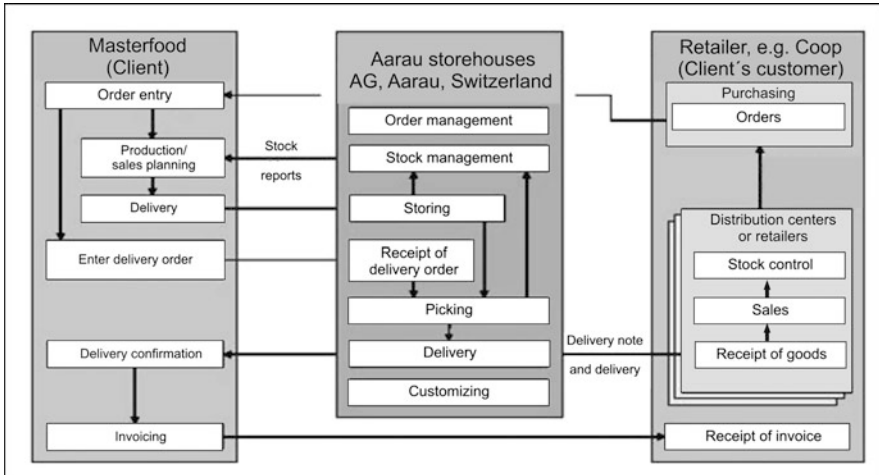 Masterfood
(Client)
Order entry
Production/
sales planning
Delivery
Enter delivery order
Delivery confirmation
Invoicing
Stock
reports
Aarau storehouses
AG, Aarau, Switzerland
Order management
Stock management
Storing
Receipt of
delivery order
Picking
Delivery
Customizing
Delivery note
and delivery
Retailer, e.g. Coop
(Client´s customer)
Purchasing
Orders
Distribution centers
or retailers
Stock control
Sales
Receipt of goods
Receipt of invoice